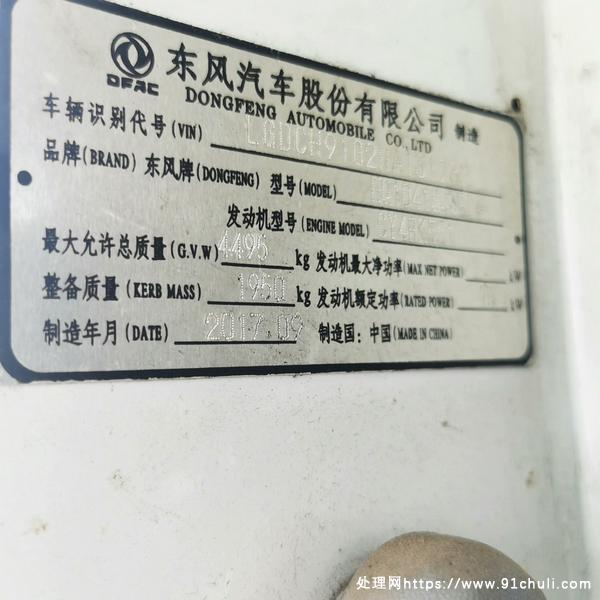 DFAC 东风汽车股份有限公司 制造
DONGFENG AUTOMOBILE CO., LTD
车辆识别代号(VIN)
品牌(BRAND) 东风牌(DONGFENG) 型号(MODEL)
发动机型号(ENGINE MODEL)
最大允许总质量(G.V.W) 4495 kg 发动机最大净功率(MAX NET POWER)
整备质量(KERB MASS) 1950 kg 发动机额定功率(RATED POWER)
制造年月(DATE) 2017.09 制造国:中国(MADE IN CHINA)
处理网https://www.91chuli.com/